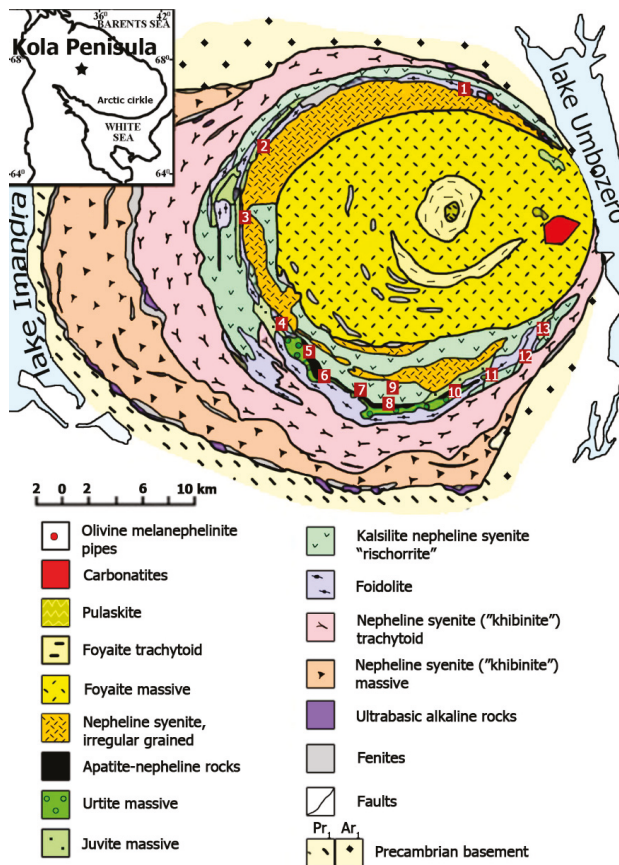 36° 42°
BARENTS SEA
Kola Penisula
68 68
Arctic cirkle
WHITE
SEA
64 64
lake Umbozero
lake Imandra
1
2
3
4
5
6
7
8
9
10
11
12
13
2 0 2 6 10 km
Olivine melanephelinite
pipes
Carbonatites
Pulaskite
Foyaite trachytoid
Foyaite massive
Nepheline syenite,
irregular grained
Apatite-nepheline rocks
Urtite massive
Juvite massive
Kalsilite nepheline syenite
"rischorrite"
Foidolite
Nepheline syenite ("khibinite")
trachytoid
Nepheline syenite ("khibinite")
massive
Ultrabasic alkaline rocks
Fenites
Faults
Pr1 Ar1
Precambrian basement